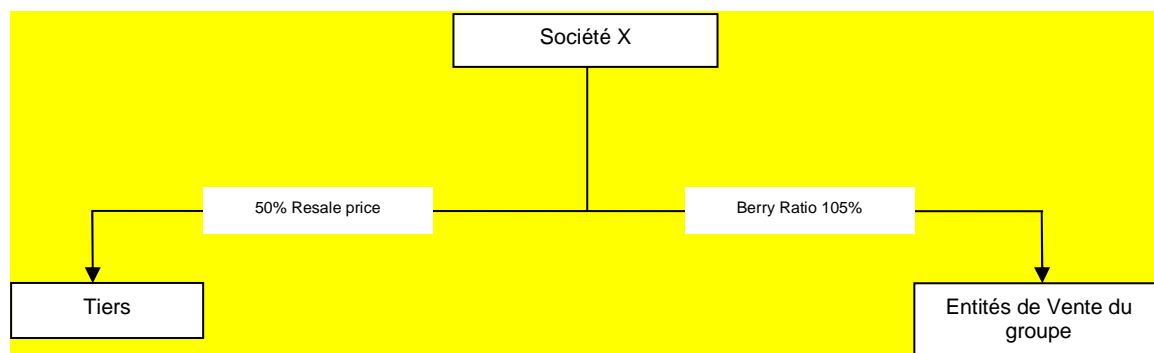 Société X
50% Resale price
Berry Ratio 105%
Tiers
Entités de Vente du
groupe